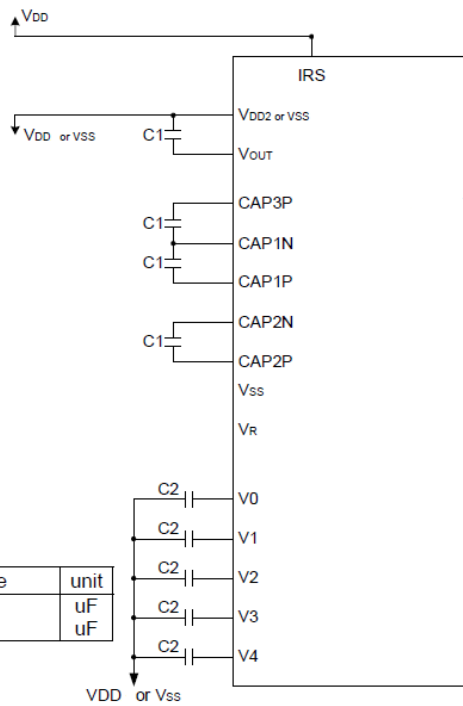 VDD
IRS
VDD2 or VSS
VDD or VSS
C1
VOUT
CAP3P
C1
CAP1N
C1
CAP1P
CAP2N
C1
CAP2P
VSS
VR
C2
V0
C2
V1
C2
V2
e unit
uF
C2
V3
uF
C2
V4
VDD or VSS